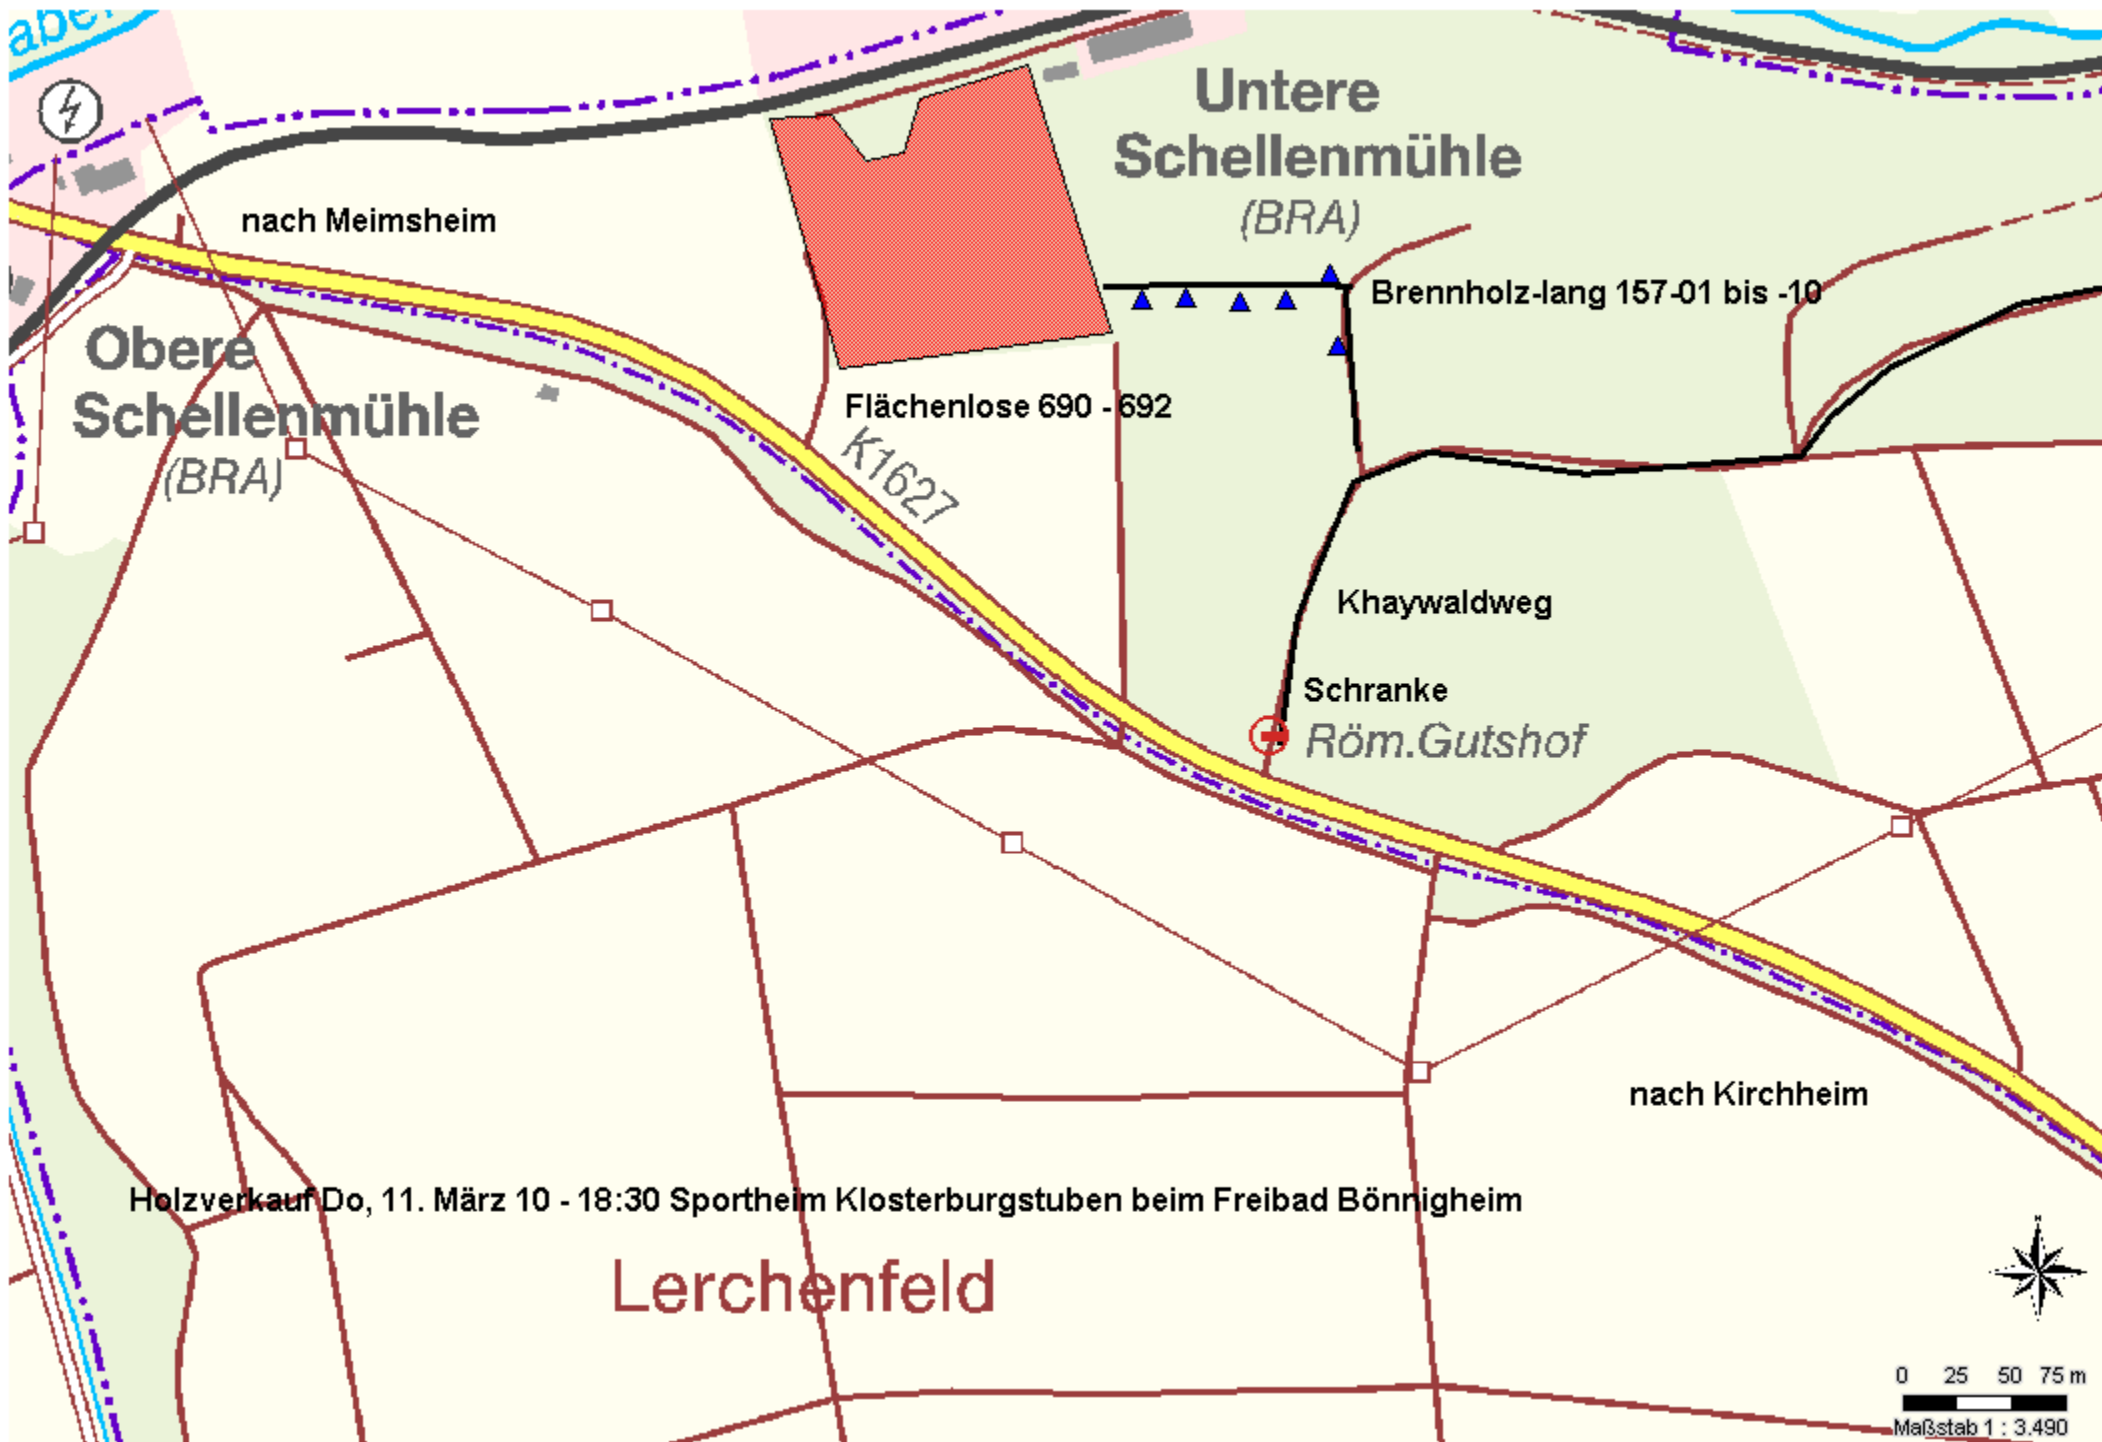 Untere
Schellenmühle
(BRA)
nach Meimsheim
Brennholz-lang 157-01 bis -10
Obere
Schellenmühle
(BRA)
Flächenlose 690 - 692
K1627
Khaywaldweg
Schranke
Röm.Gutshof
nach Kirchheim
Holzverkauf Do, 11. März 10 - 18:30 Sportheim Klosterburgstuben beim Freibad Bönnigheim
Lerchenfeld
N
0 25 50 75 m
Maßstab 1 : 3.490